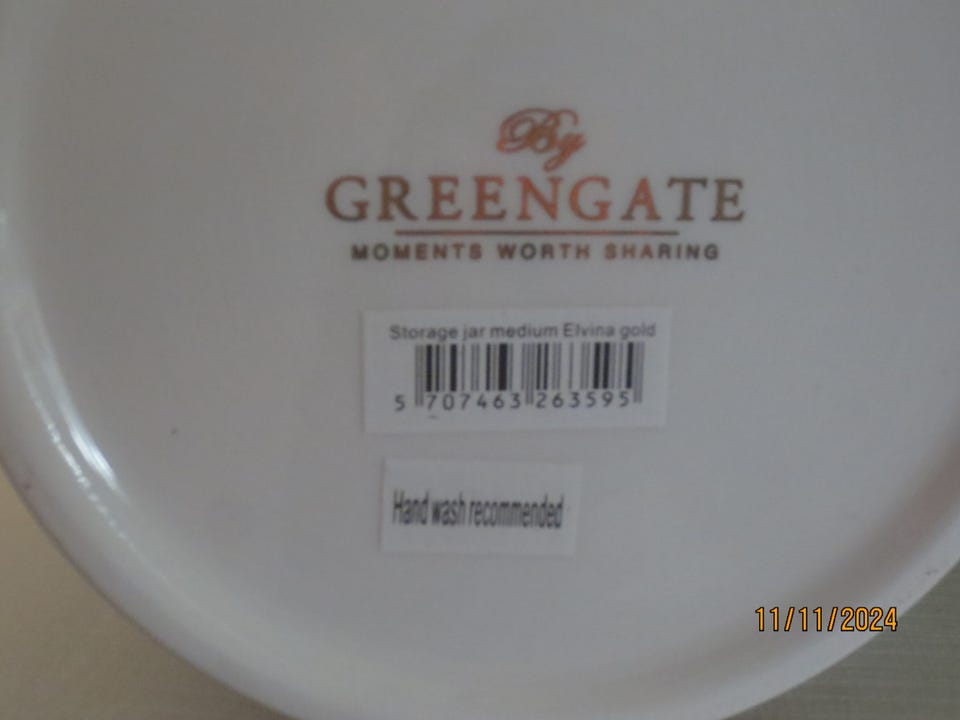 By
GREENGATE
MOMENTS WORTH SHARING
Storage jar medium Elvina gold
5 707463 263595
Hand wash recommended
11/11/2024